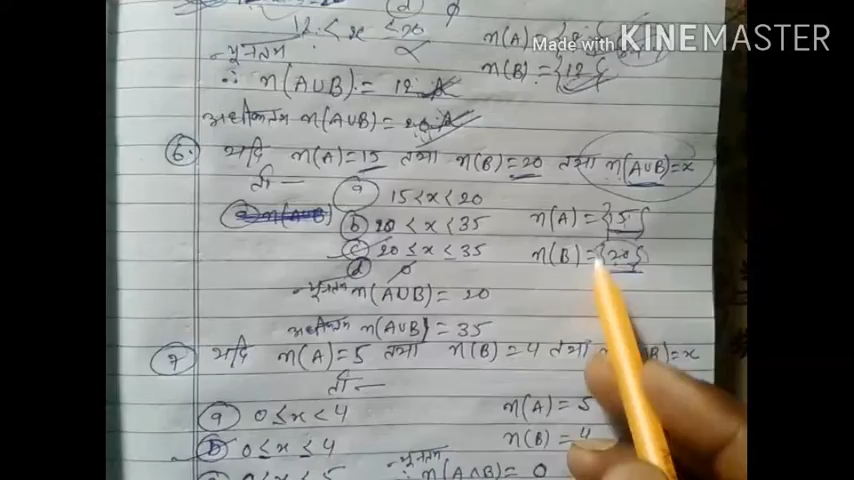 (d) φ
12 < x < 20
n(A) = {8
Made with KINEMASTER
न्यूनतम
n(B) = {12}
∴ n(A∪B) = 12
अधिकतम n(A∪B) = 20
6. यदि n(A)=15 तथा n(B)=20 तथा n(A∪B)=x
तो —
(a) 15<x<20
n(A) = {15}
(b) 20 < x < 35
(c) 20 ≤ x ≤ 35
n(B) = {20}
(d) φ
न्यूनतम n(A∪B) = 20
अधिकतम n(A∪B) = 35
7 यदि n(A)=5 तथा n(B)=4 तथा B)=x
तो —
(a) 0 ≤ x < 4
n(A) = 5
(b) 0 ≤ x ≤ 4
n(B) = 4
न्यूनतम
∴ n(A∩B) = 0